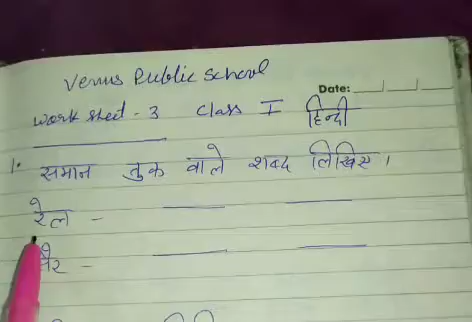 Venus Public School
Date:
Work Sheet - 3 Class I हिन्दी
1. समान तुक वाले शब्द लिखिए।
रेल -